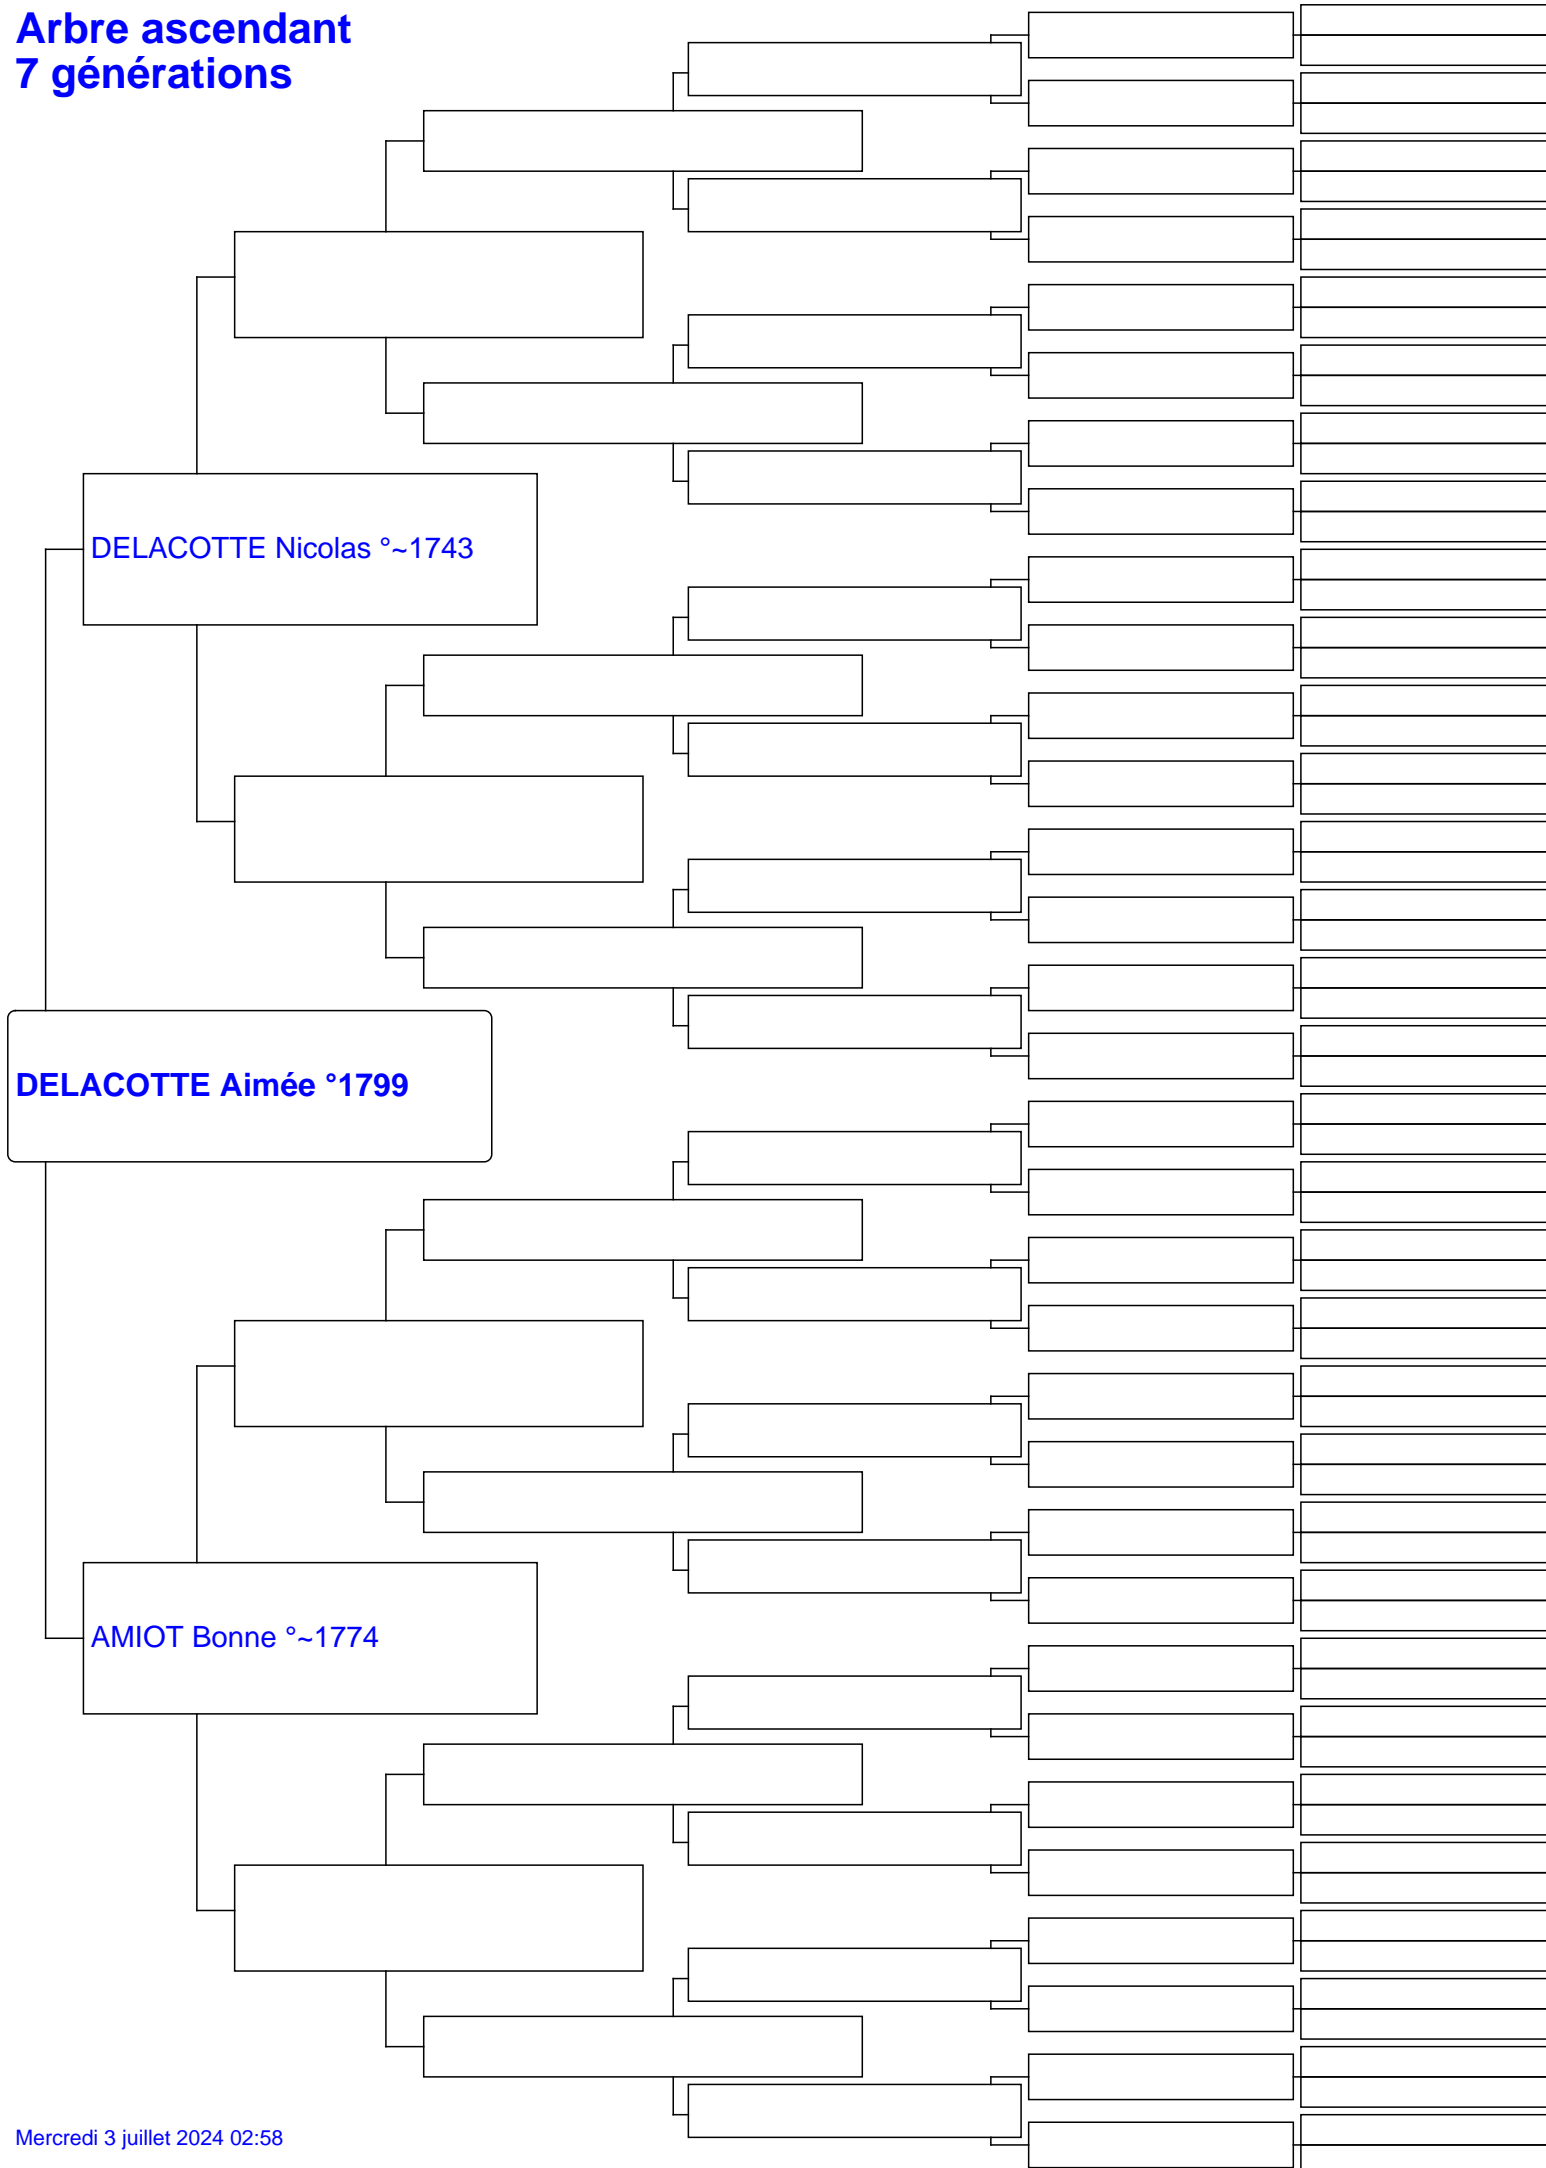 Arbre ascendant
7 générations
DELACOTTE Nicolas °~1743
DELACOTTE Aimée °1799
AMIOT Bonne °~1774
Mercredi 3 juillet 2024 02:58